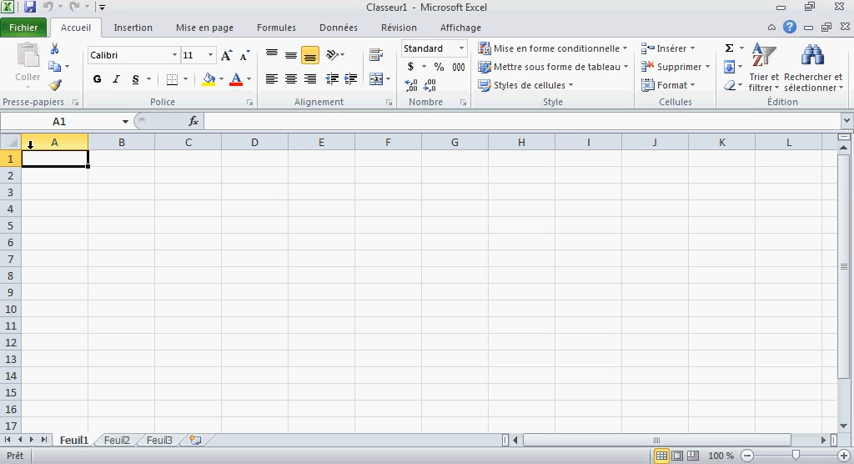 Classeur1 - Microsoft Excel
Fichier Accueil Insertion Mise en page Formules Données Révision Affichage
Coller
Calibri 11
G I S A A A
Standard
$ % 000
,00 ,0
Mise en forme conditionnelle
Mettre sous forme de tableau
Styles de cellules
Insérer
Supprimer
Format
Σ
Trier et filtrer
Rechercher et sélectionner
Presse-papiers Police Alignement Nombre Style Cellules Édition
A1 fx
A B C D E F G H I J K L
1
2
3
4
5
6
7
8
9
10
11
12
13
14
15
16
17
Feuil1 Feuil2 Feuil3
Prêt 100 %